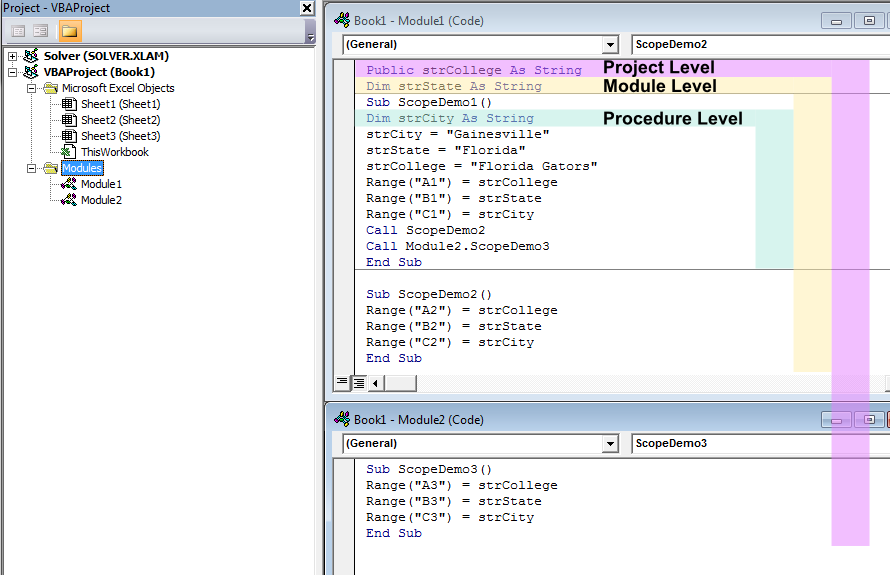 Project - VBAProject
Solver (SOLVER.XLAM)
VBAProject (Book1)
Microsoft Excel Objects
Sheet1 (Sheet1)
Sheet2 (Sheet2)
Sheet3 (Sheet3)
ThisWorkbook
Modules
Module1
Module2
Book1 - Module1 (Code)
(General) ScopeDemo2
Public strCollege As String Project Level
Dim strState As String Module Level
Sub ScopeDemo1()
Dim strCity As String Procedure Level
strCity = "Gainesville"
strState = "Florida"
strCollege = "Florida Gators"
Range("A1") = strCollege
Range("B1") = strState
Range("C1") = strCity
Call ScopeDemo2
Call Module2.ScopeDemo3
End Sub
Sub ScopeDemo2()
Range("A2") = strCollege
Range("B2") = strState
Range("C2") = strCity
End Sub
Book1 - Module2 (Code)
(General) ScopeDemo3
Sub ScopeDemo3()
Range("A3") = strCollege
Range("B3") = strState
Range("C3") = strCity
End Sub